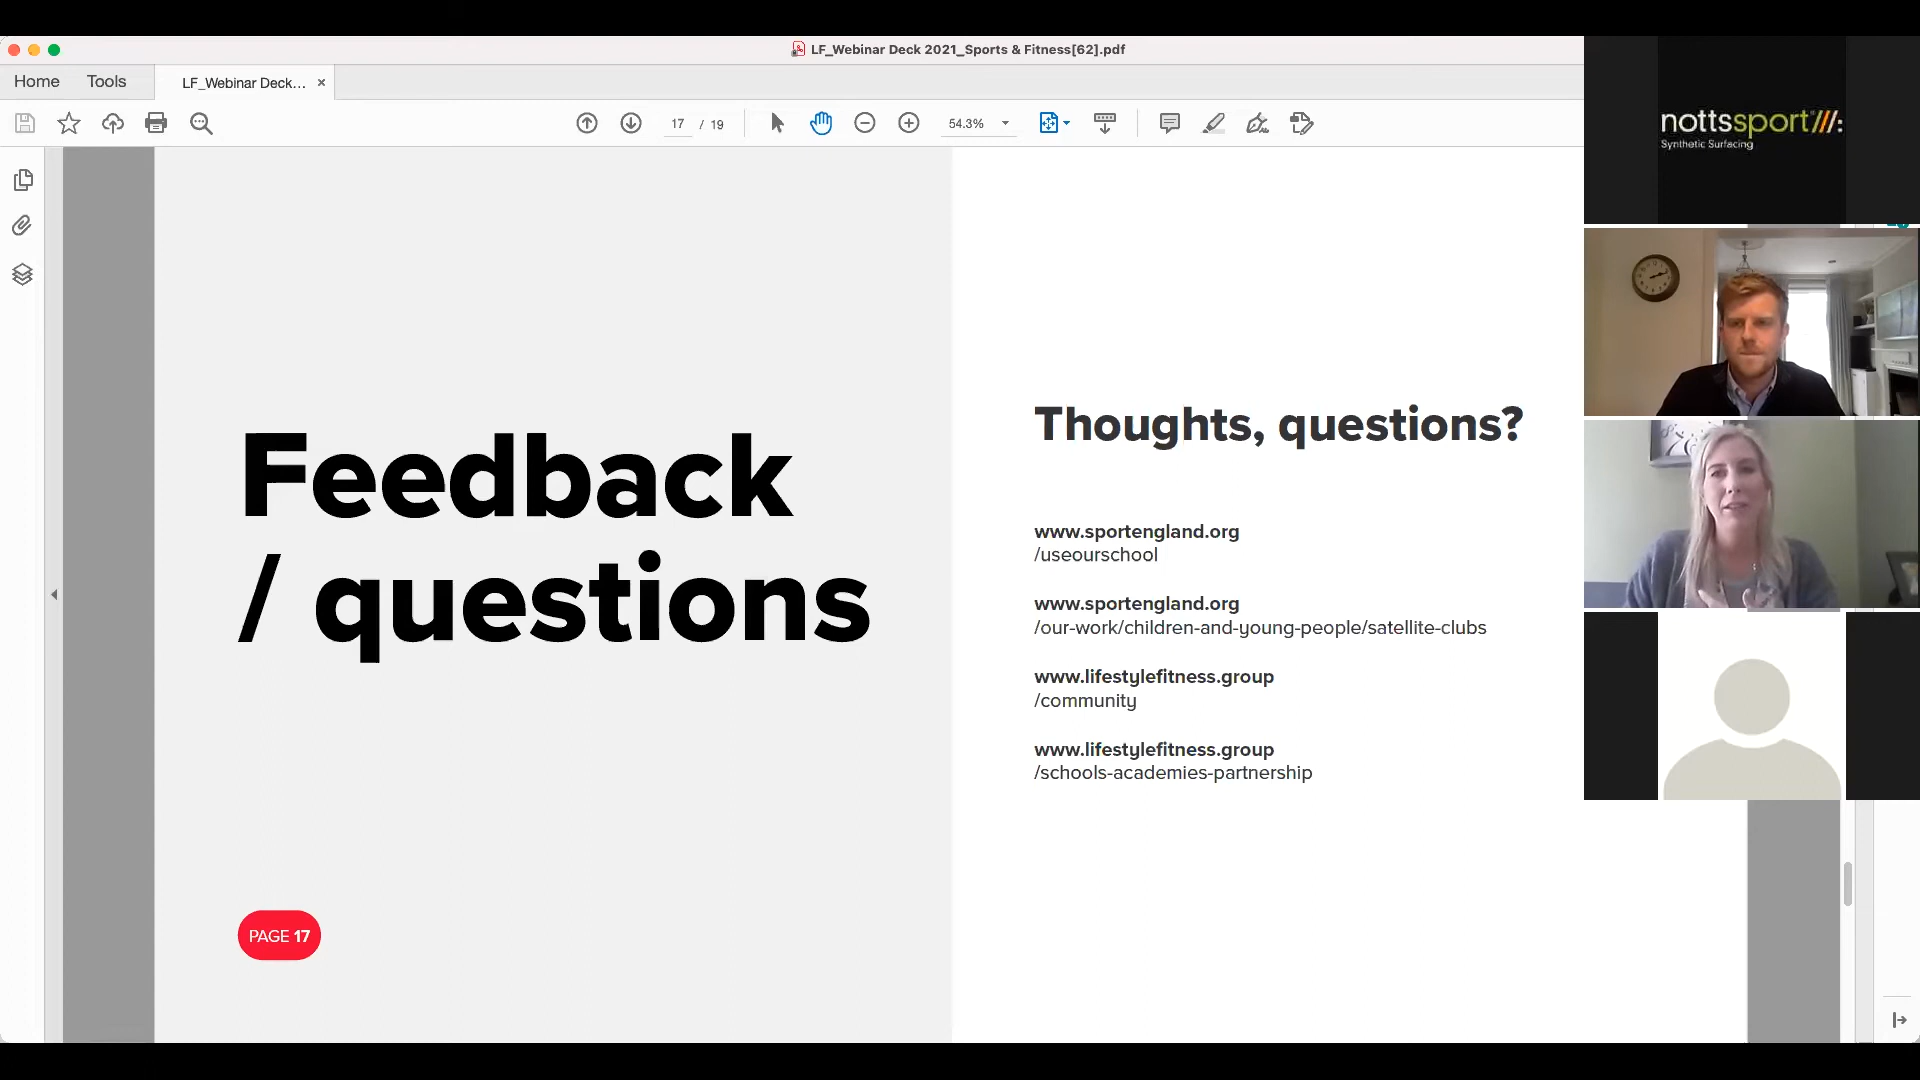 LF_Webinar Deck 2021_Sports & Fitness[62].pdf
Home
Tools
LF_Webinar Deck... ×
17 / 19
54.3%
Feedback
/ questions
PAGE 17
Thoughts, questions?
www.sportengland.org
/useourschool
www.sportengland.org
/our-work/children-and-young-people/satellite-clubs
www.lifestylefitness.group
/community
www.lifestylefitness.group
/schools-academies-partnership
nottssport///:
Synthetic Surfacing